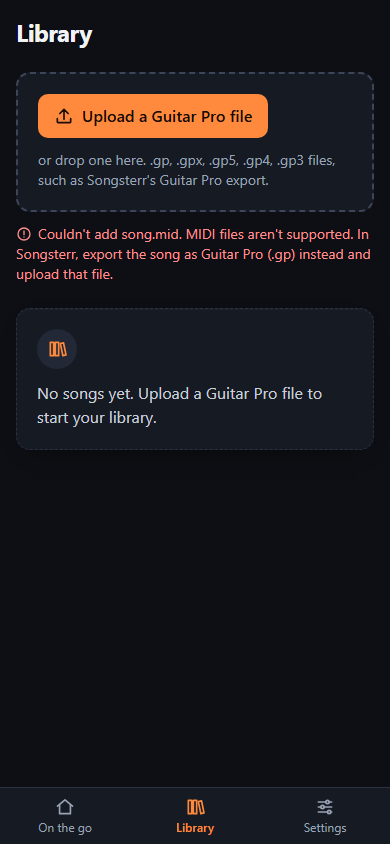 Library
Upload a Guitar Pro file
or drop one here. .gp, .gpx, .gp5, .gp4, .gp3 files,
such as Songsterr's Guitar Pro export.
Couldn't add song.mid. MIDI files aren't supported. In
Songsterr, export the song as Guitar Pro (.gp) instead and
upload that file.
No songs yet. Upload a Guitar Pro file to
start your library.
On the go
Library
Settings